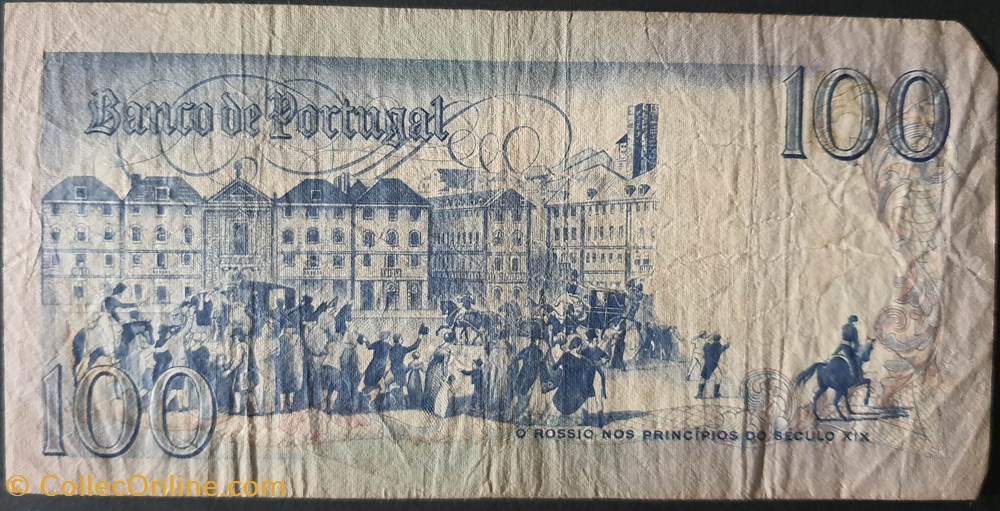 Banco de Portugal
100
100
O ROSSIO NOS PRINCÍPIOS DO SÉCULO XIX
© CollecOnline.com